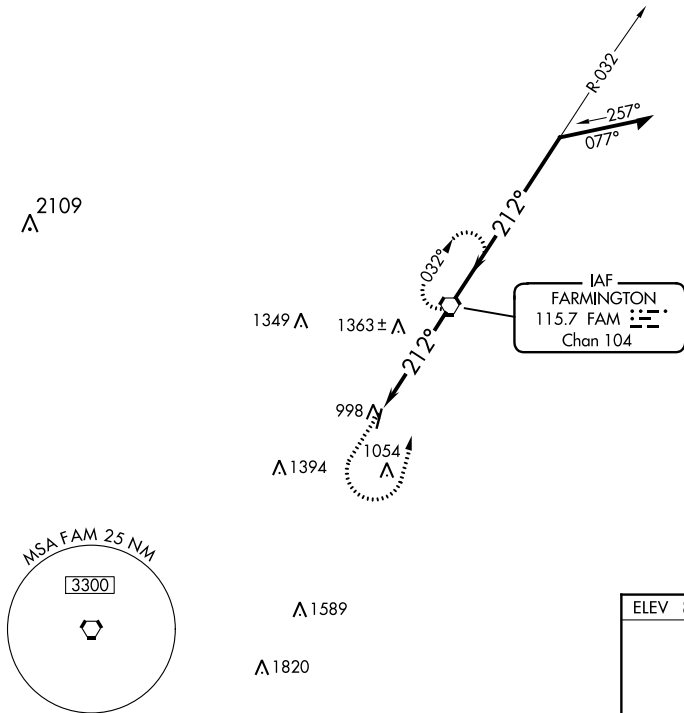 R-032
257°
077°
2109
212°
032°
IAF
FARMINGTON
115.7 FAM
Chan 104
1349
1363 ±
212°
998
1054
1394
MSA FAM 25 NM
3300
1589
ELEV
1820